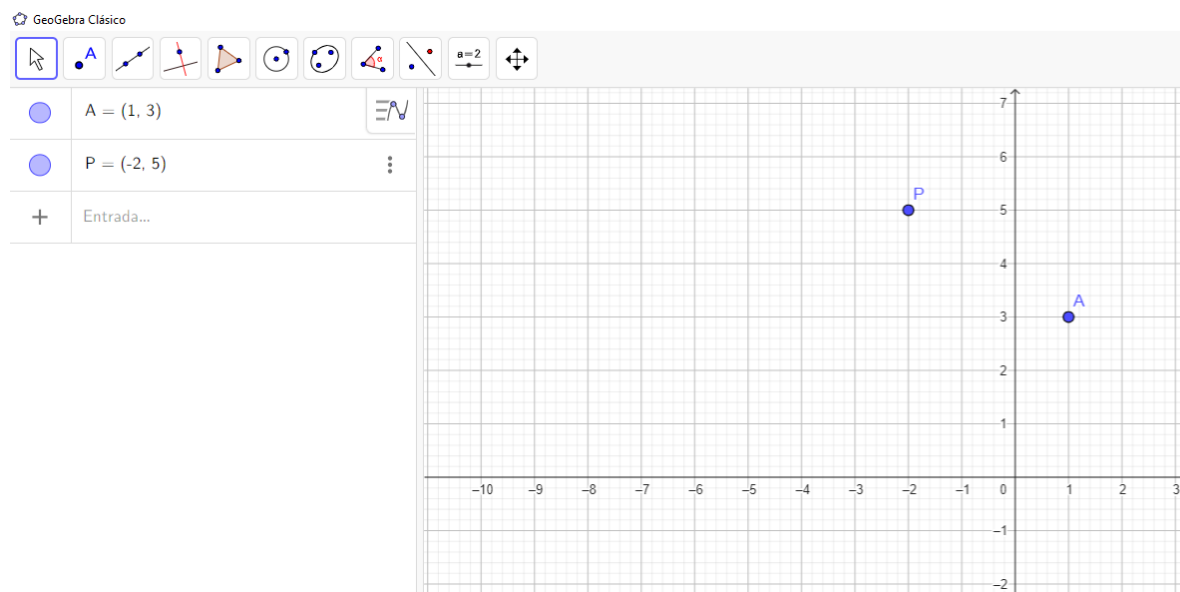 GeoGebra Clásico
A
α
a=2
A = (1, 3)
P = (-2, 5)
+ Entrada...
7
6
P
5
4
A
3
2
1
–10 –9 –8 –7 –6 –5 –4 –3 –2 –1 0 1 2 3
–1
–2